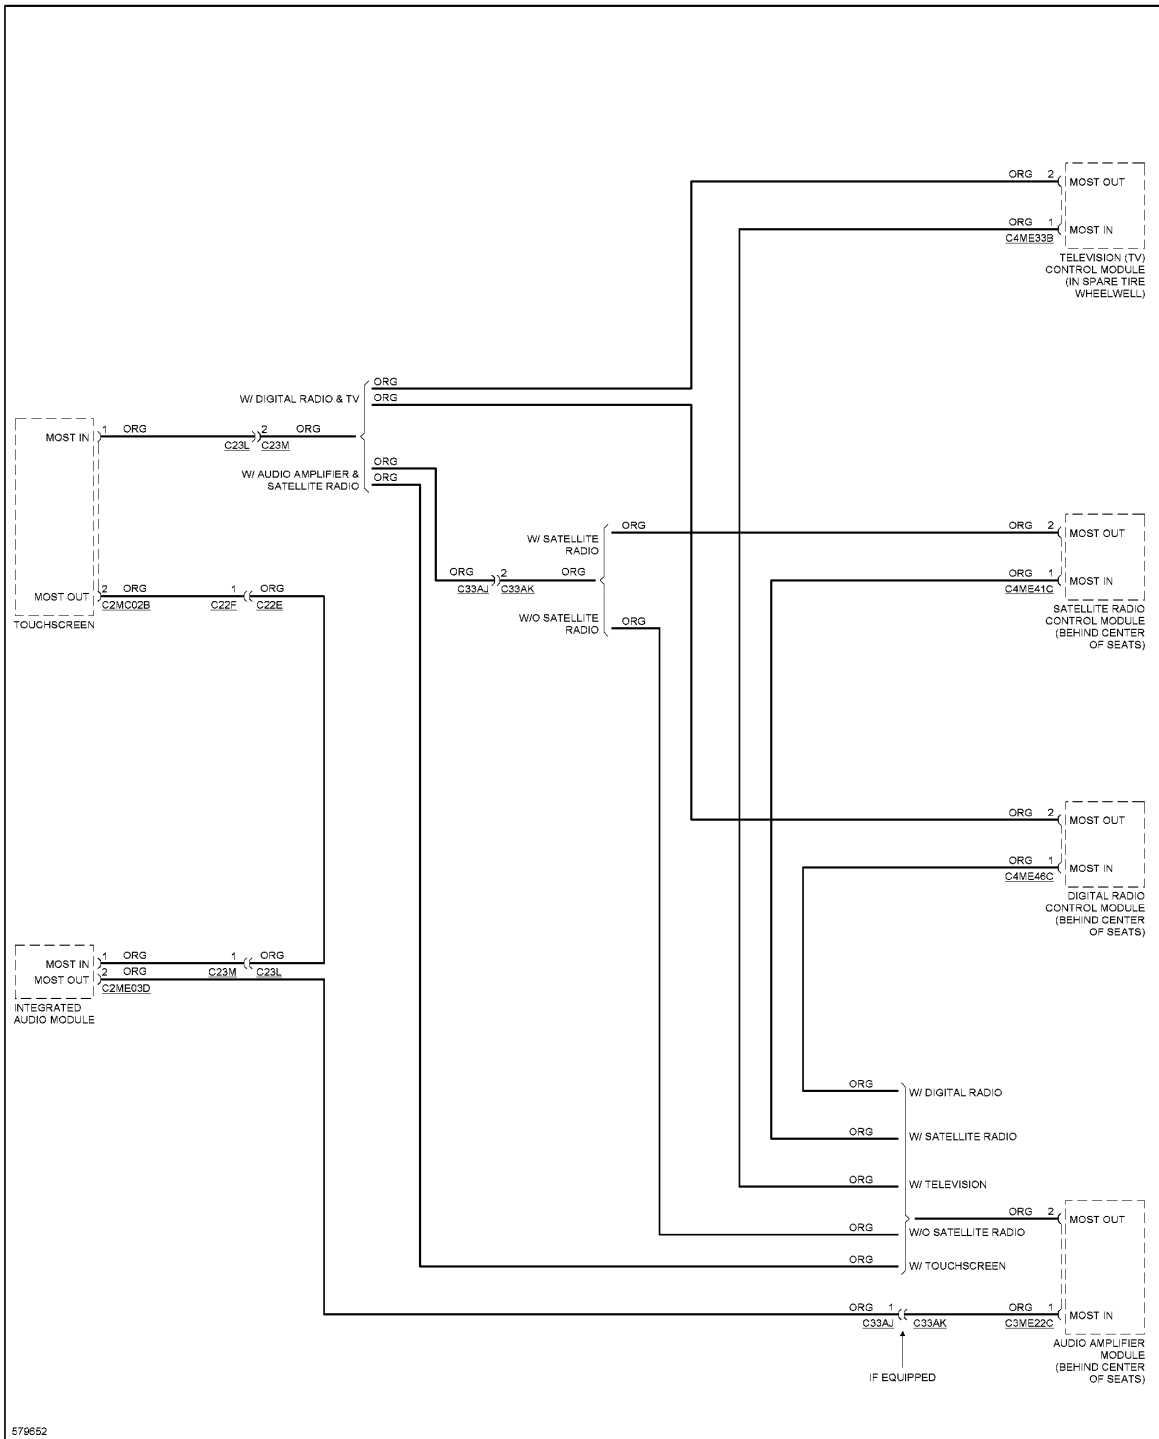 ORG 2
MOST OUT
ORG 1
MOST IN
C4ME33B
TELEVISION (TV)
CONTROL MODULE
(IN SPARE TIRE
WHEELWELL)
ORG
W/ DIGITAL RADIO & TV
ORG
MOST IN
1 ORG
2 ORG
C23L C23M
ORG
W/ AUDIO AMPLIFIER &
SATELLITE RADIO
ORG
ORG
ORG 2
MOST OUT
W/ SATELLITE
RADIO
ORG 2 ORG
C33AJ C33AK
ORG 1
MOST IN
C4ME41C
MOST OUT
2 ORG 1 ORG
C2MC02B C22F C22E
TOUCHSCREEN
SATELLITE RADIO
CONTROL MODULE
(BEHIND CENTER
OF SEATS)
W/O SATELLITE
RADIO
ORG
ORG 2
MOST OUT
ORG 1
MOST IN
C4ME46C
DIGITAL RADIO
CONTROL MODULE
(BEHIND CENTER
OF SEATS)
MOST IN
1 ORG 1 ORG
C23M C23L
MOST OUT
2 ORG
C2ME03D
INTEGRATED
AUDIO MODULE
ORG
W/ DIGITAL RADIO
ORG
W/ SATELLITE RADIO
ORG
W/ TELEVISION
ORG 2
MOST OUT
ORG
W/O SATELLITE RADIO
ORG
W/ TOUCHSCREEN
ORG 1 ORG 1
MOST IN
C33AJ C33AK C3ME22C
AUDIO AMPLIFIER
MODULE
(BEHIND CENTER
OF SEATS)
IF EQUIPPED
579652